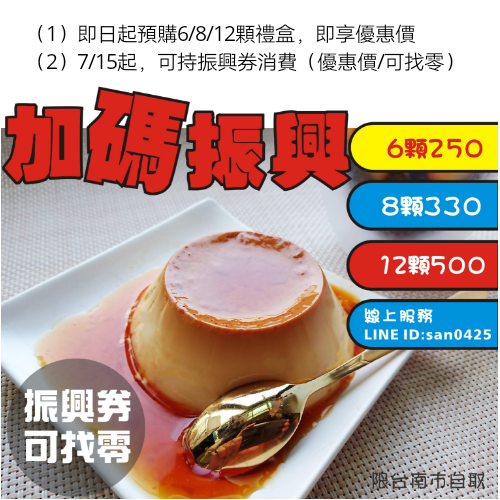 （1）即日起預購6/8/12顆禮盒，即享優惠價
（2）7/15起，可持振興券消費（優惠價/可找零）
加碼振興
6顆250
8顆330
12顆500
線上服務
LINE ID:san0425
振興券
可找零
限台南市自取